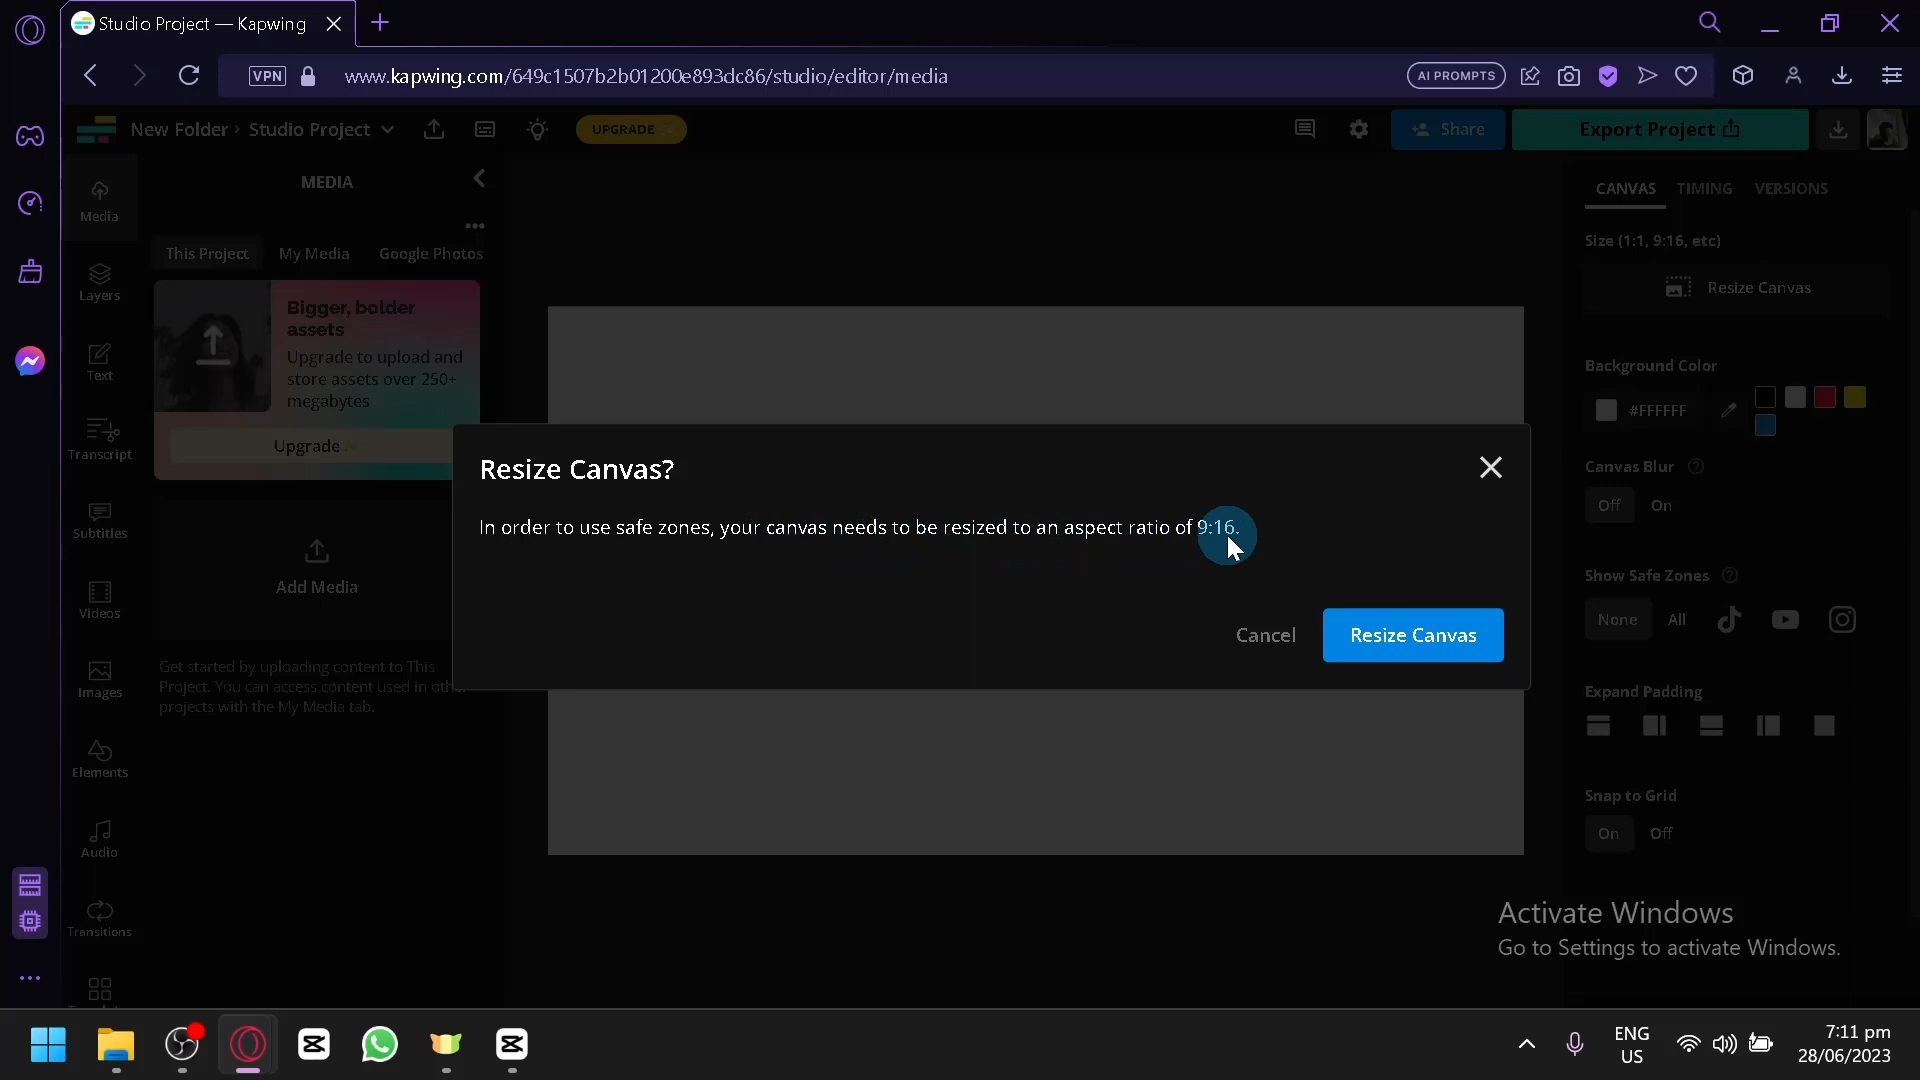 Studio Project — Kapwing
VPN
www.kapwing.com/649c1507b2b01200e893dc86/studio/editor/media
AI PROMPTS
New Folder › Studio Project
UPGRADE
Share
Export Project
MEDIA
This Project
My Media
Google Photos
Bigger, bolder
assets
Upgrade to upload and
store assets over 250+
megabytes
Upgrade
Add Media
Get started by uploading content to This
Project. You can access content used in
projects with the My Media tab.
Media
Layers
Text
Transcript
Subtitles
Videos
Images
Elements
Audio
Transitions
Resize Canvas?
In order to use safe zones, your canvas needs to be resized to an aspect ratio of 9:16.
Cancel
Resize Canvas
CANVAS
TIMING
VERSIONS
Size (1:1, 9:16, etc)
Resize Canvas
Background Color
#FFFFFF
Canvas Blur
Off
On
Show Safe Zones
None
All
Expand Padding
Snap to Grid
On
Off
Activate Windows
Go to Settings to activate Windows.
ENG
US
7:11 pm
28/06/2023